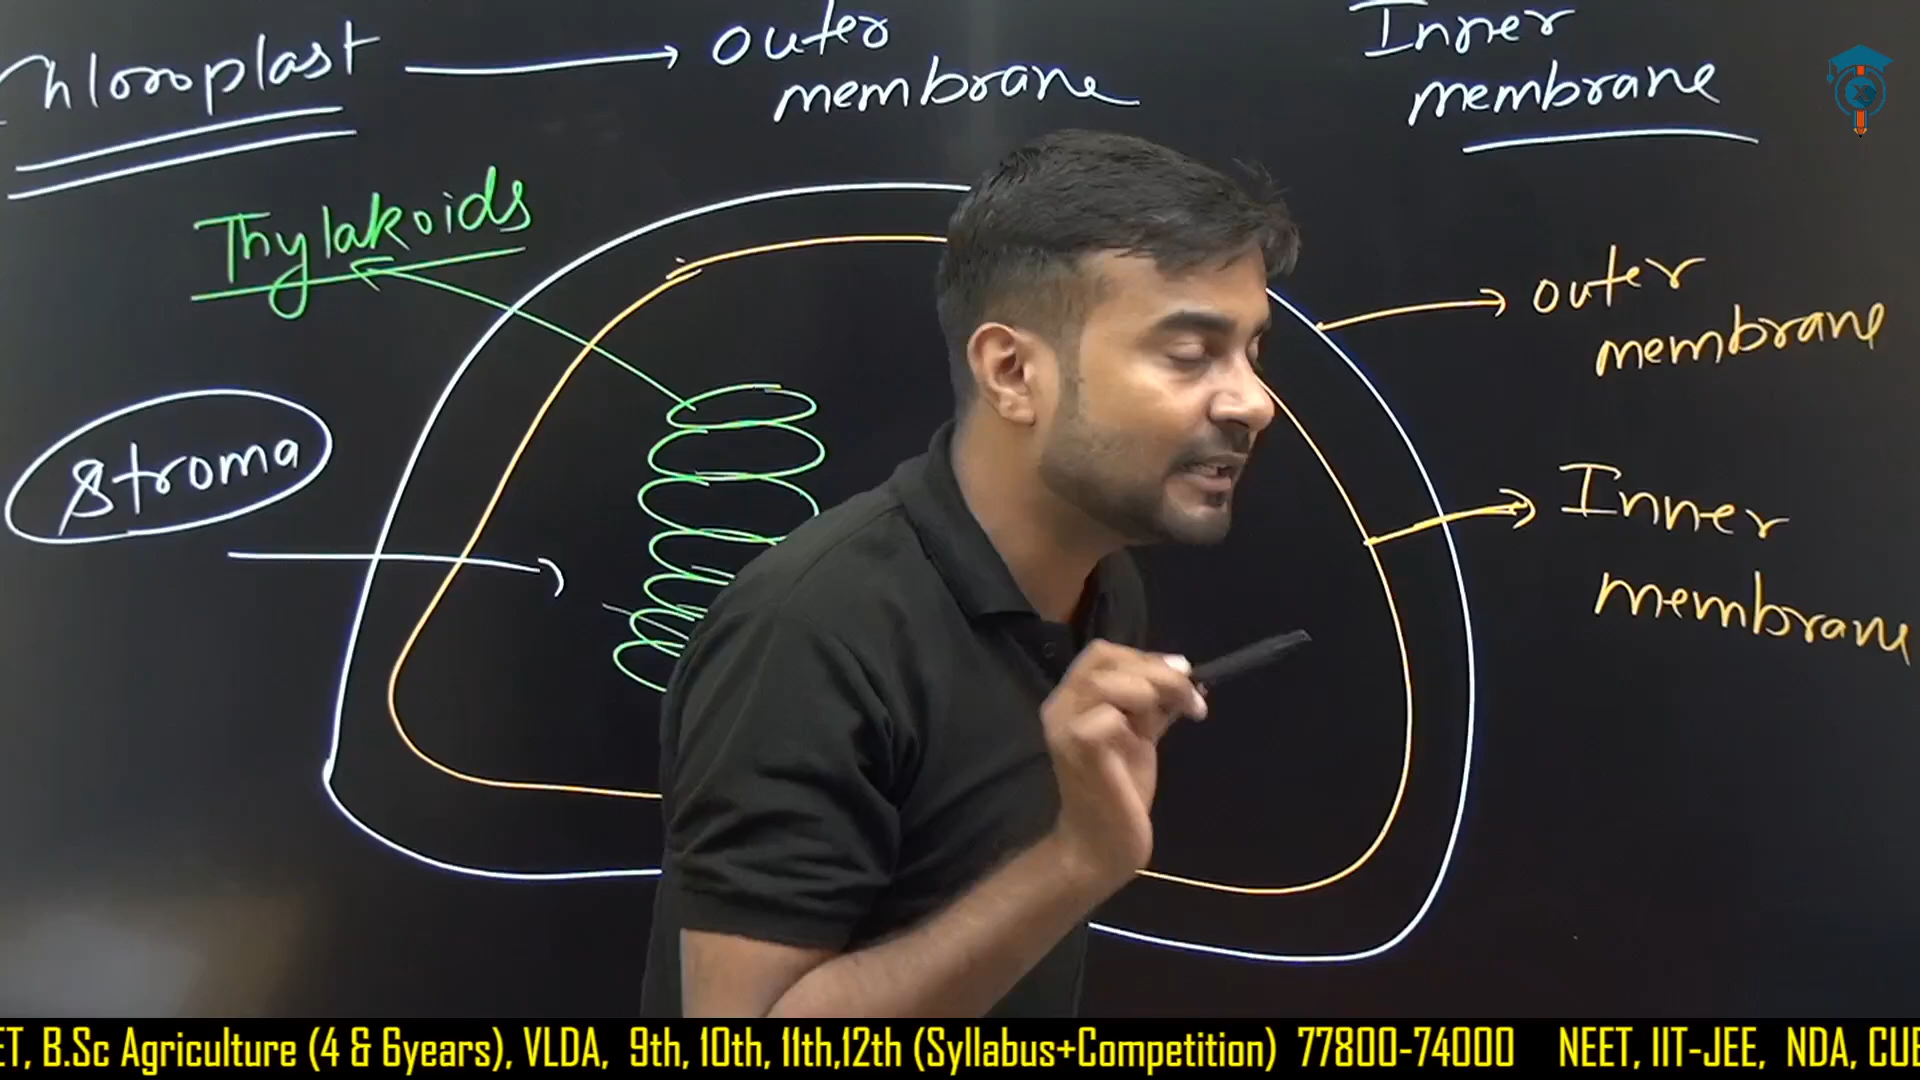 Chloroplast
outer
membrane
Inner
membrane
Thylakoids
Stroma
outer
membrane
Inner
membrane
ET, B.Sc Agriculture (4 & 6years), VLDA, 9th, 10th, 11th,12th (Syllabus+Competition) 77800-74000 NEET, IIT-JEE, NDA, CUE